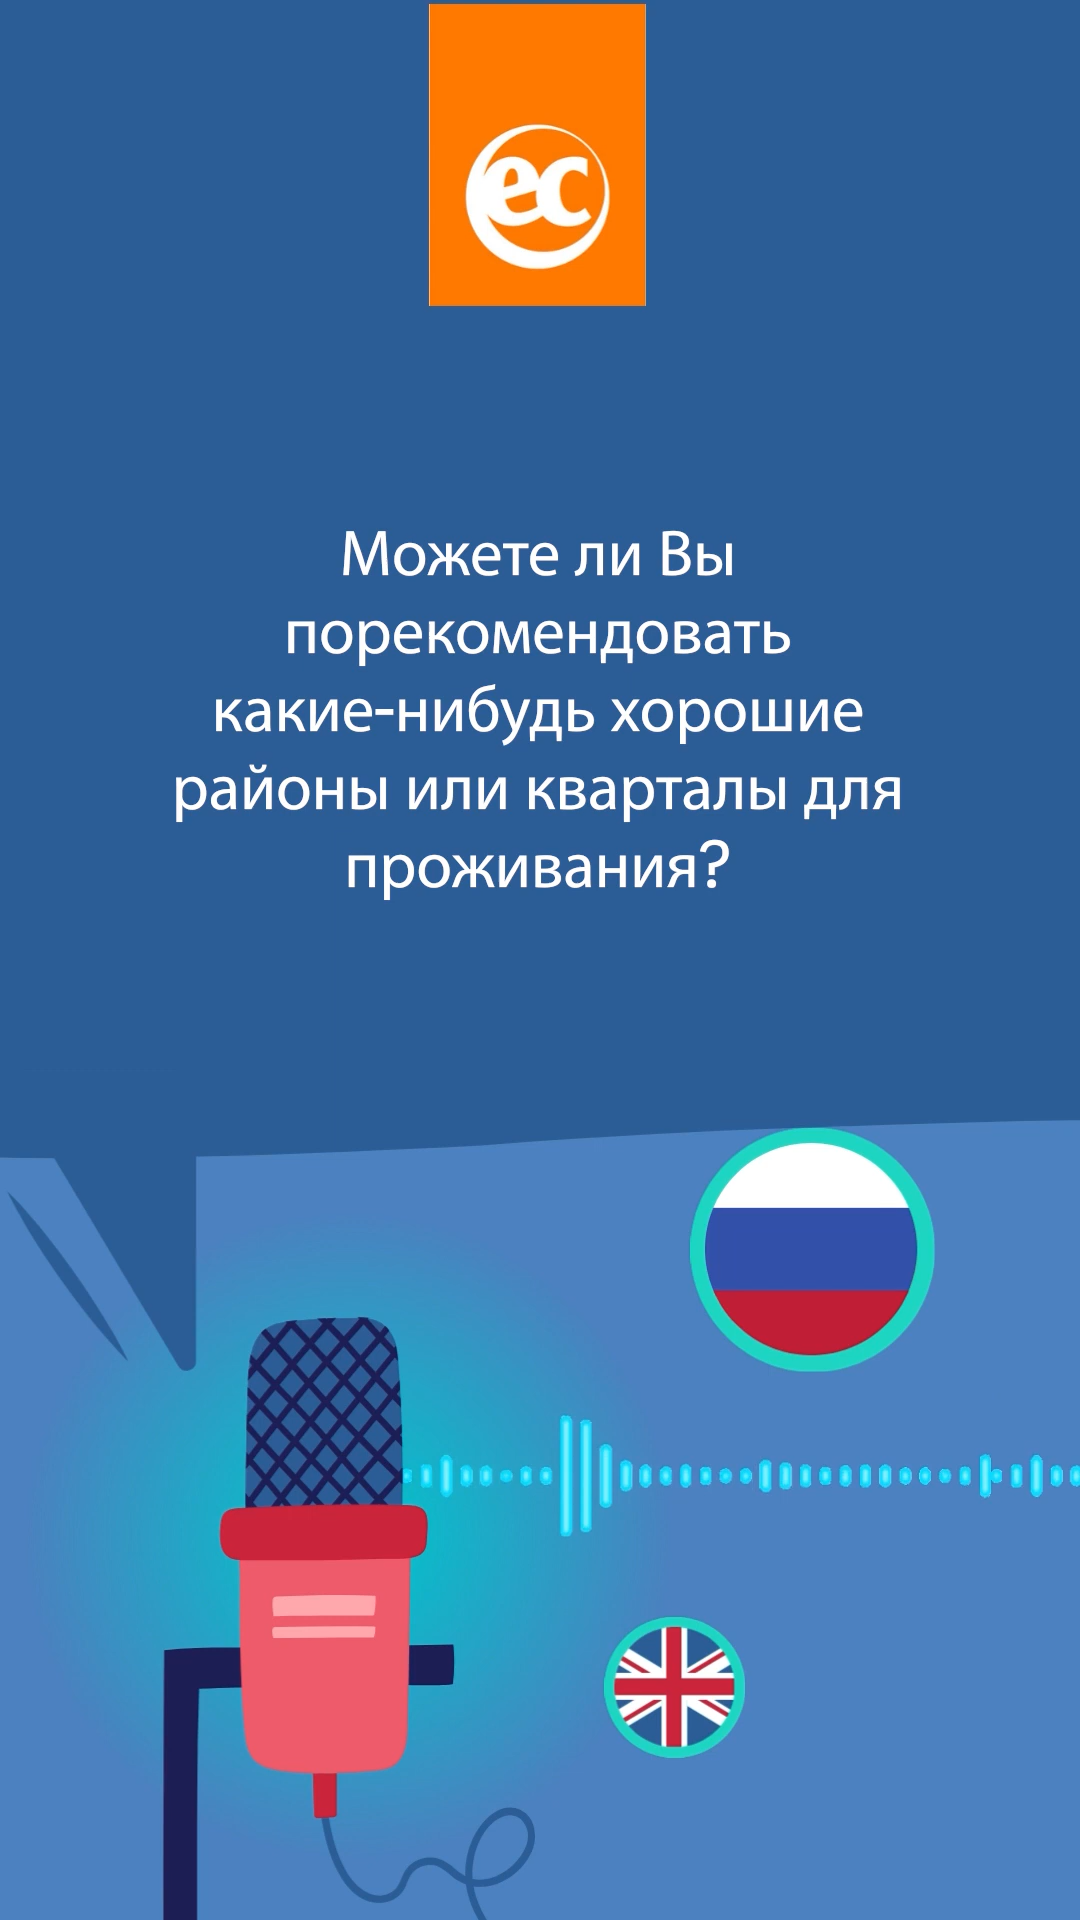 ec
Можете ли Вы
порекомендовать
какие-нибудь хорошие
районы или кварталы для
проживания?